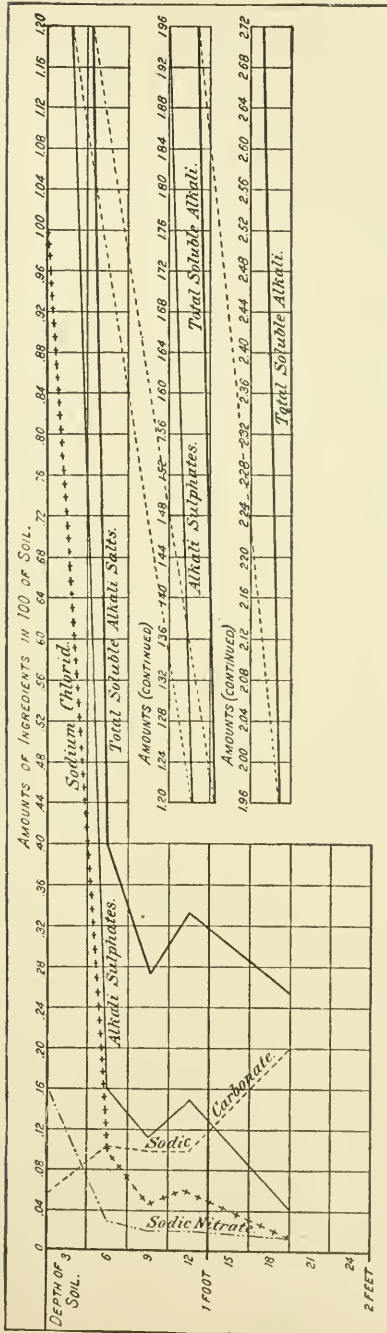 AMOUNTS OF INGREDIENTS IN 100 OF SOIL.
0 .04 .08 .12 .16 .20 .24 .28 .32 .36 .40 .44 .48 .52 .56 .60 .64 .68 .72 .76 .80 .84 .88 .92 .96 1.00 1.04 1.08 1.12 1.16 1.20
DEPTH OF
SOIL.
3
6
9
12
1 FOOT
15
18
21
24
2 FEET
Sodium Chlorid.
Alkali Sulphates.
Total Soluble Alkali Salts.
Sodic Carbonate.
Sodic Nitrate
AMOUNTS (CONTINUED)
1.20 1.24 1.28 1.32 1.36 1.40 1.44 1.48 1.52 1.56 1.60 1.64 1.68 1.72 1.76 1.80 1.84 1.88 1.92 1.96
Alkali Sulphates.
Total Soluble Alkali.
AMOUNTS (CONTINUED)
1.96 2.00 2.04 2.08 2.12 2.16 2.20 2.24 2.28 2.32 2.36 2.40 2.44 2.48 2.52 2.56 2.60 2.64 2.68 2.72
Total Soluble Alkali.